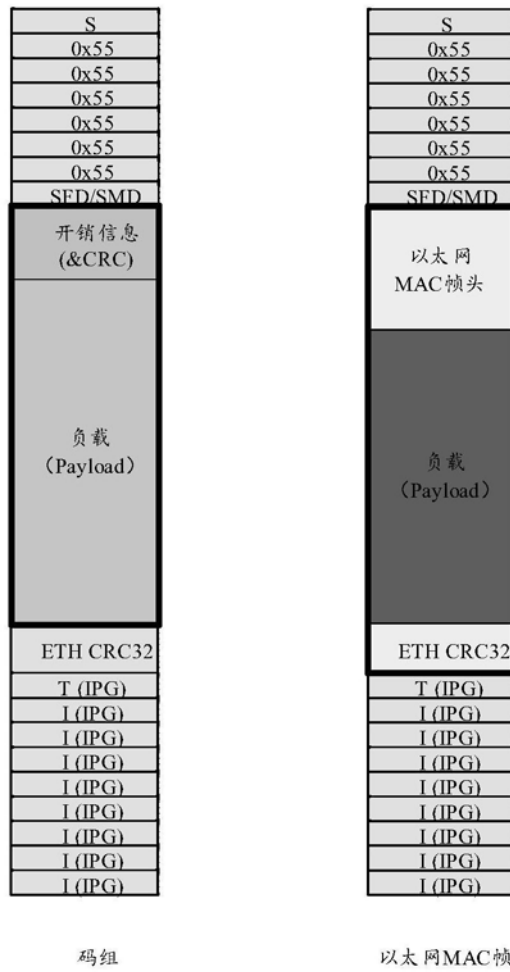 S
0x55
0x55
0x55
0x55
0x55
0x55
SFD/SMD
开销信息
(&CRC)
负载
（Payload）
ETH CRC32
T (IPG)
I (IPG)
I (IPG)
I (IPG)
I (IPG)
I (IPG)
I (IPG)
I (IPG)
I (IPG)
码组
S
0x55
0x55
0x55
0x55
0x55
0x55
SFD/SMD
以太网
MAC帧头
负载
（Payload）
ETH CRC32
T (IPG)
I (IPG)
I (IPG)
I (IPG)
I (IPG)
I (IPG)
I (IPG)
I (IPG)
I (IPG)
以太网MAC帧